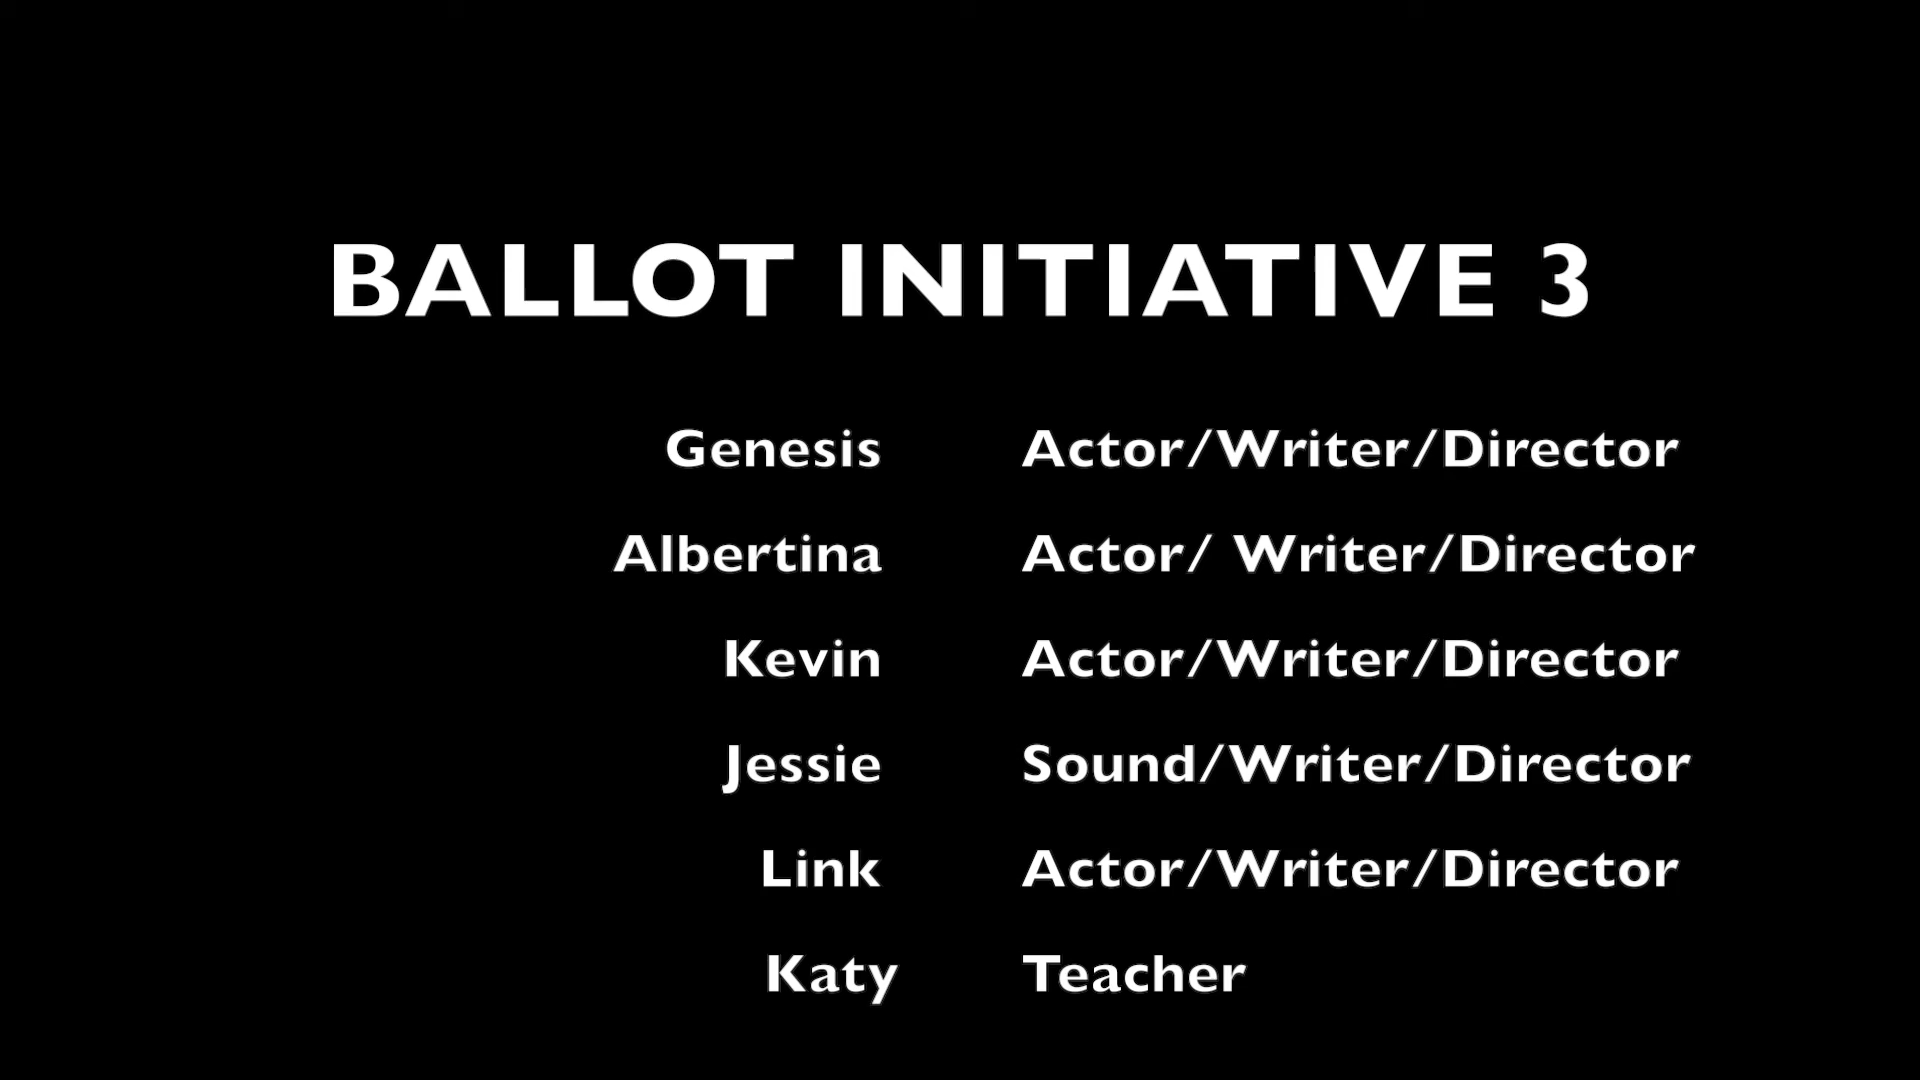 BALLOT INITIATIVE 3
Genesis Actor/Writer/Director
Albertina Actor/ Writer/Director
Kevin Actor/Writer/Director
Jessie Sound/Writer/Director
Link Actor/Writer/Director
Katy Teacher